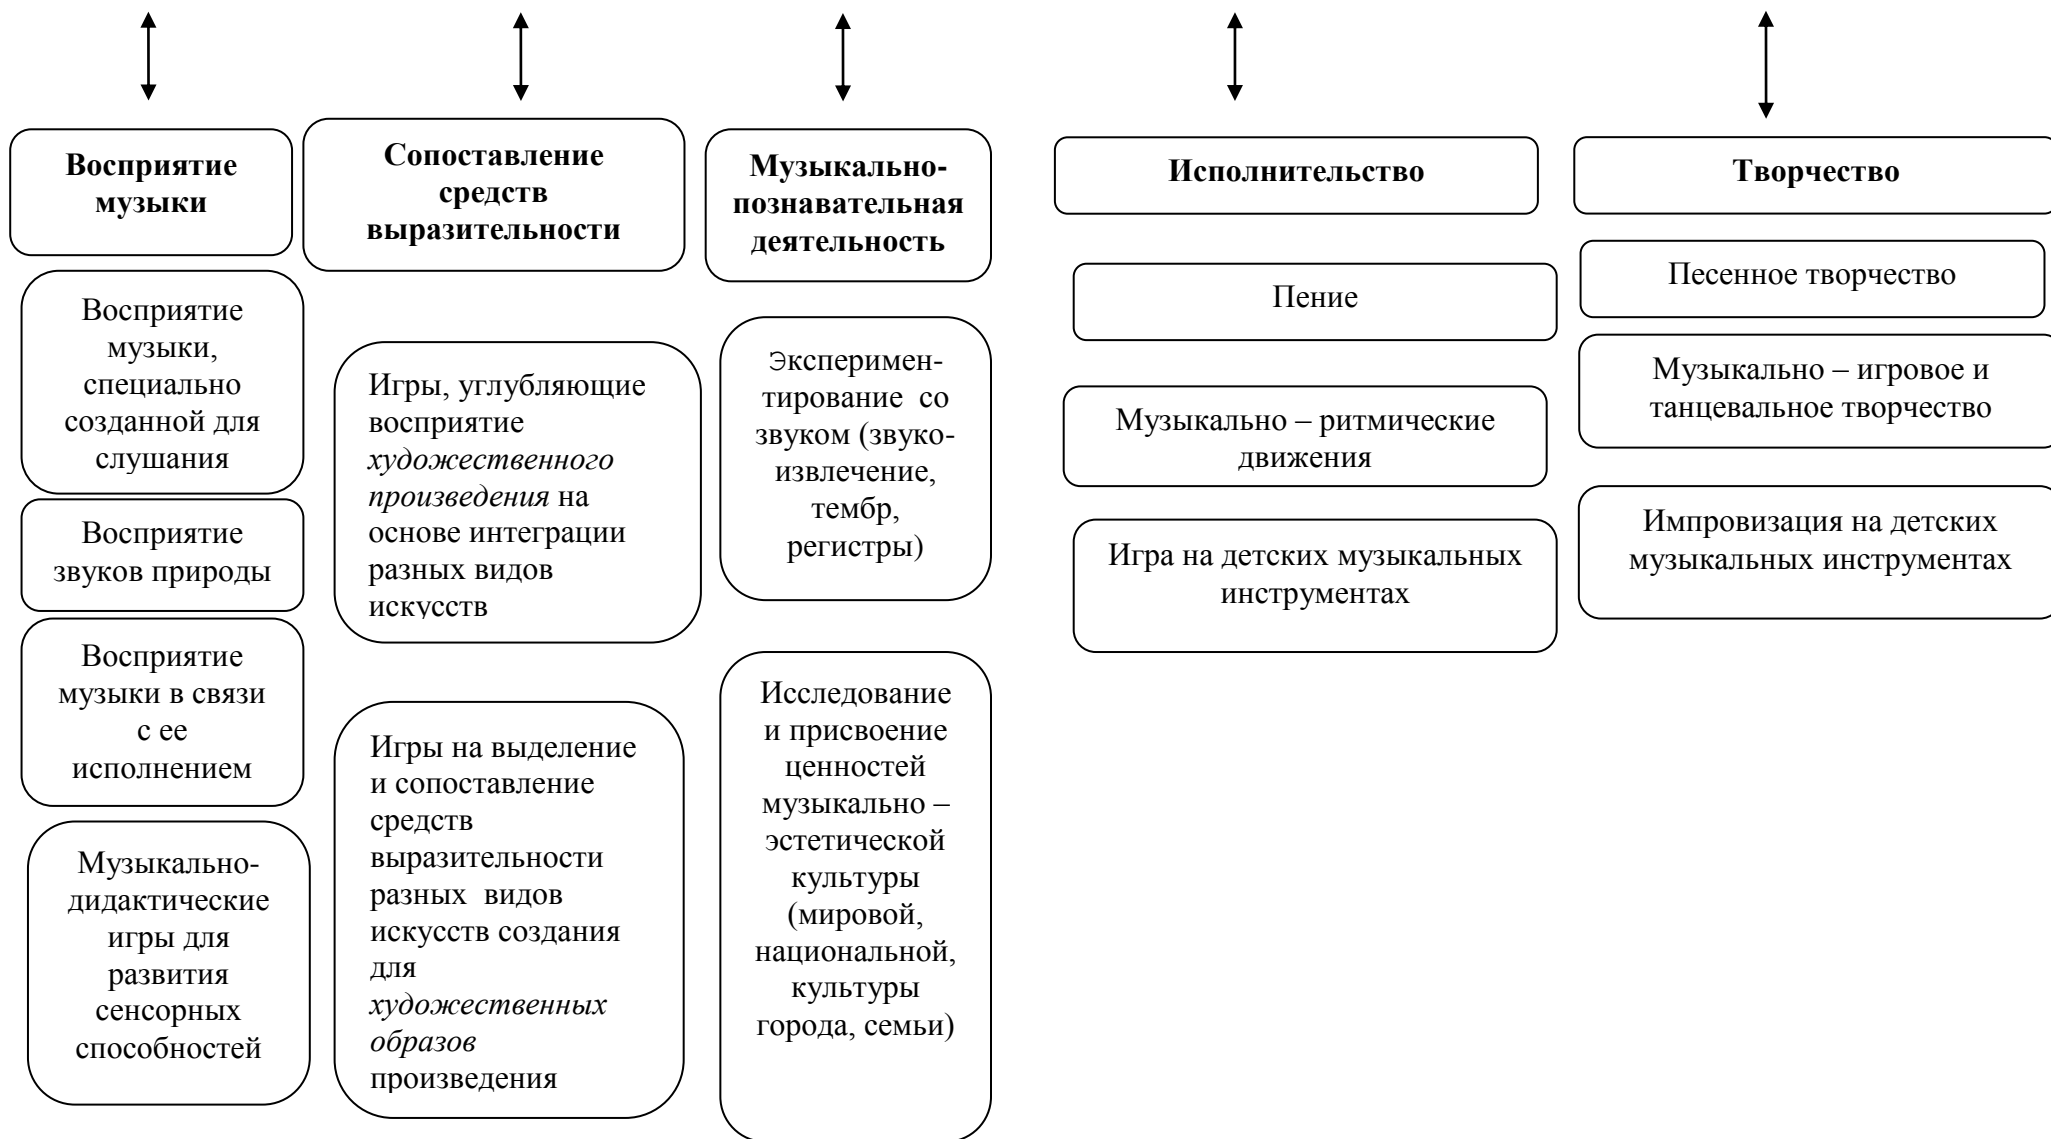 Восприятие
музыки
Восприятие
музыки,
специально
созданной для
слушания
Восприятие
звуков природы
Восприятие
музыки в связи
с ее
исполнением
Музыкально-
дидактические
игры для
развития
сенсорных
способностей
Сопоставление
средств
выразительности
Игры, углубляющие
восприятие
художественного
произведения на
основе интеграции
разных видов
искусств
Игры на выделение
и сопоставление
средств
выразительности
разных видов
искусств создания
для
художественных
образов
произведения
Музыкально-
познавательная
деятельность
Эксперимен-
тирование со
звуком (звуко-
извлечение,
тембр,
регистры)
Исследование
и присвоение
ценностей
музыкально –
эстетической
культуры
(мировой,
национальной,
культуры
города, семьи)
Исполнительство
Пение
Музыкально – ритмические
движения
Игра на детских музыкальных
инструментах
Творчество
Песенное творчество
Музыкально – игровое и
танцевальное творчество
Импровизация на детских
музыкальных инструментах